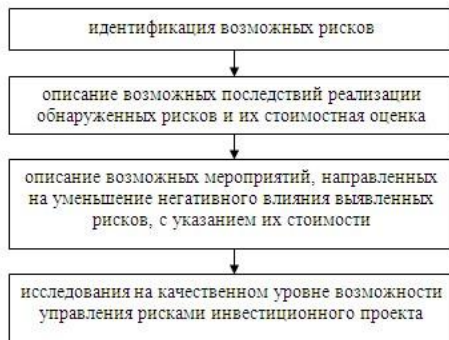 идентификация возможных рисков
описание возможных последствий реализации
обнаруженных рисков и их стоимостная оценка
описание возможных мероприятий, направленных
на уменьшение негативного влияния выявленных
рисков, с указанием их стоимости
исследования на качественном уровне возможности
управления рисками инвестиционного проекта